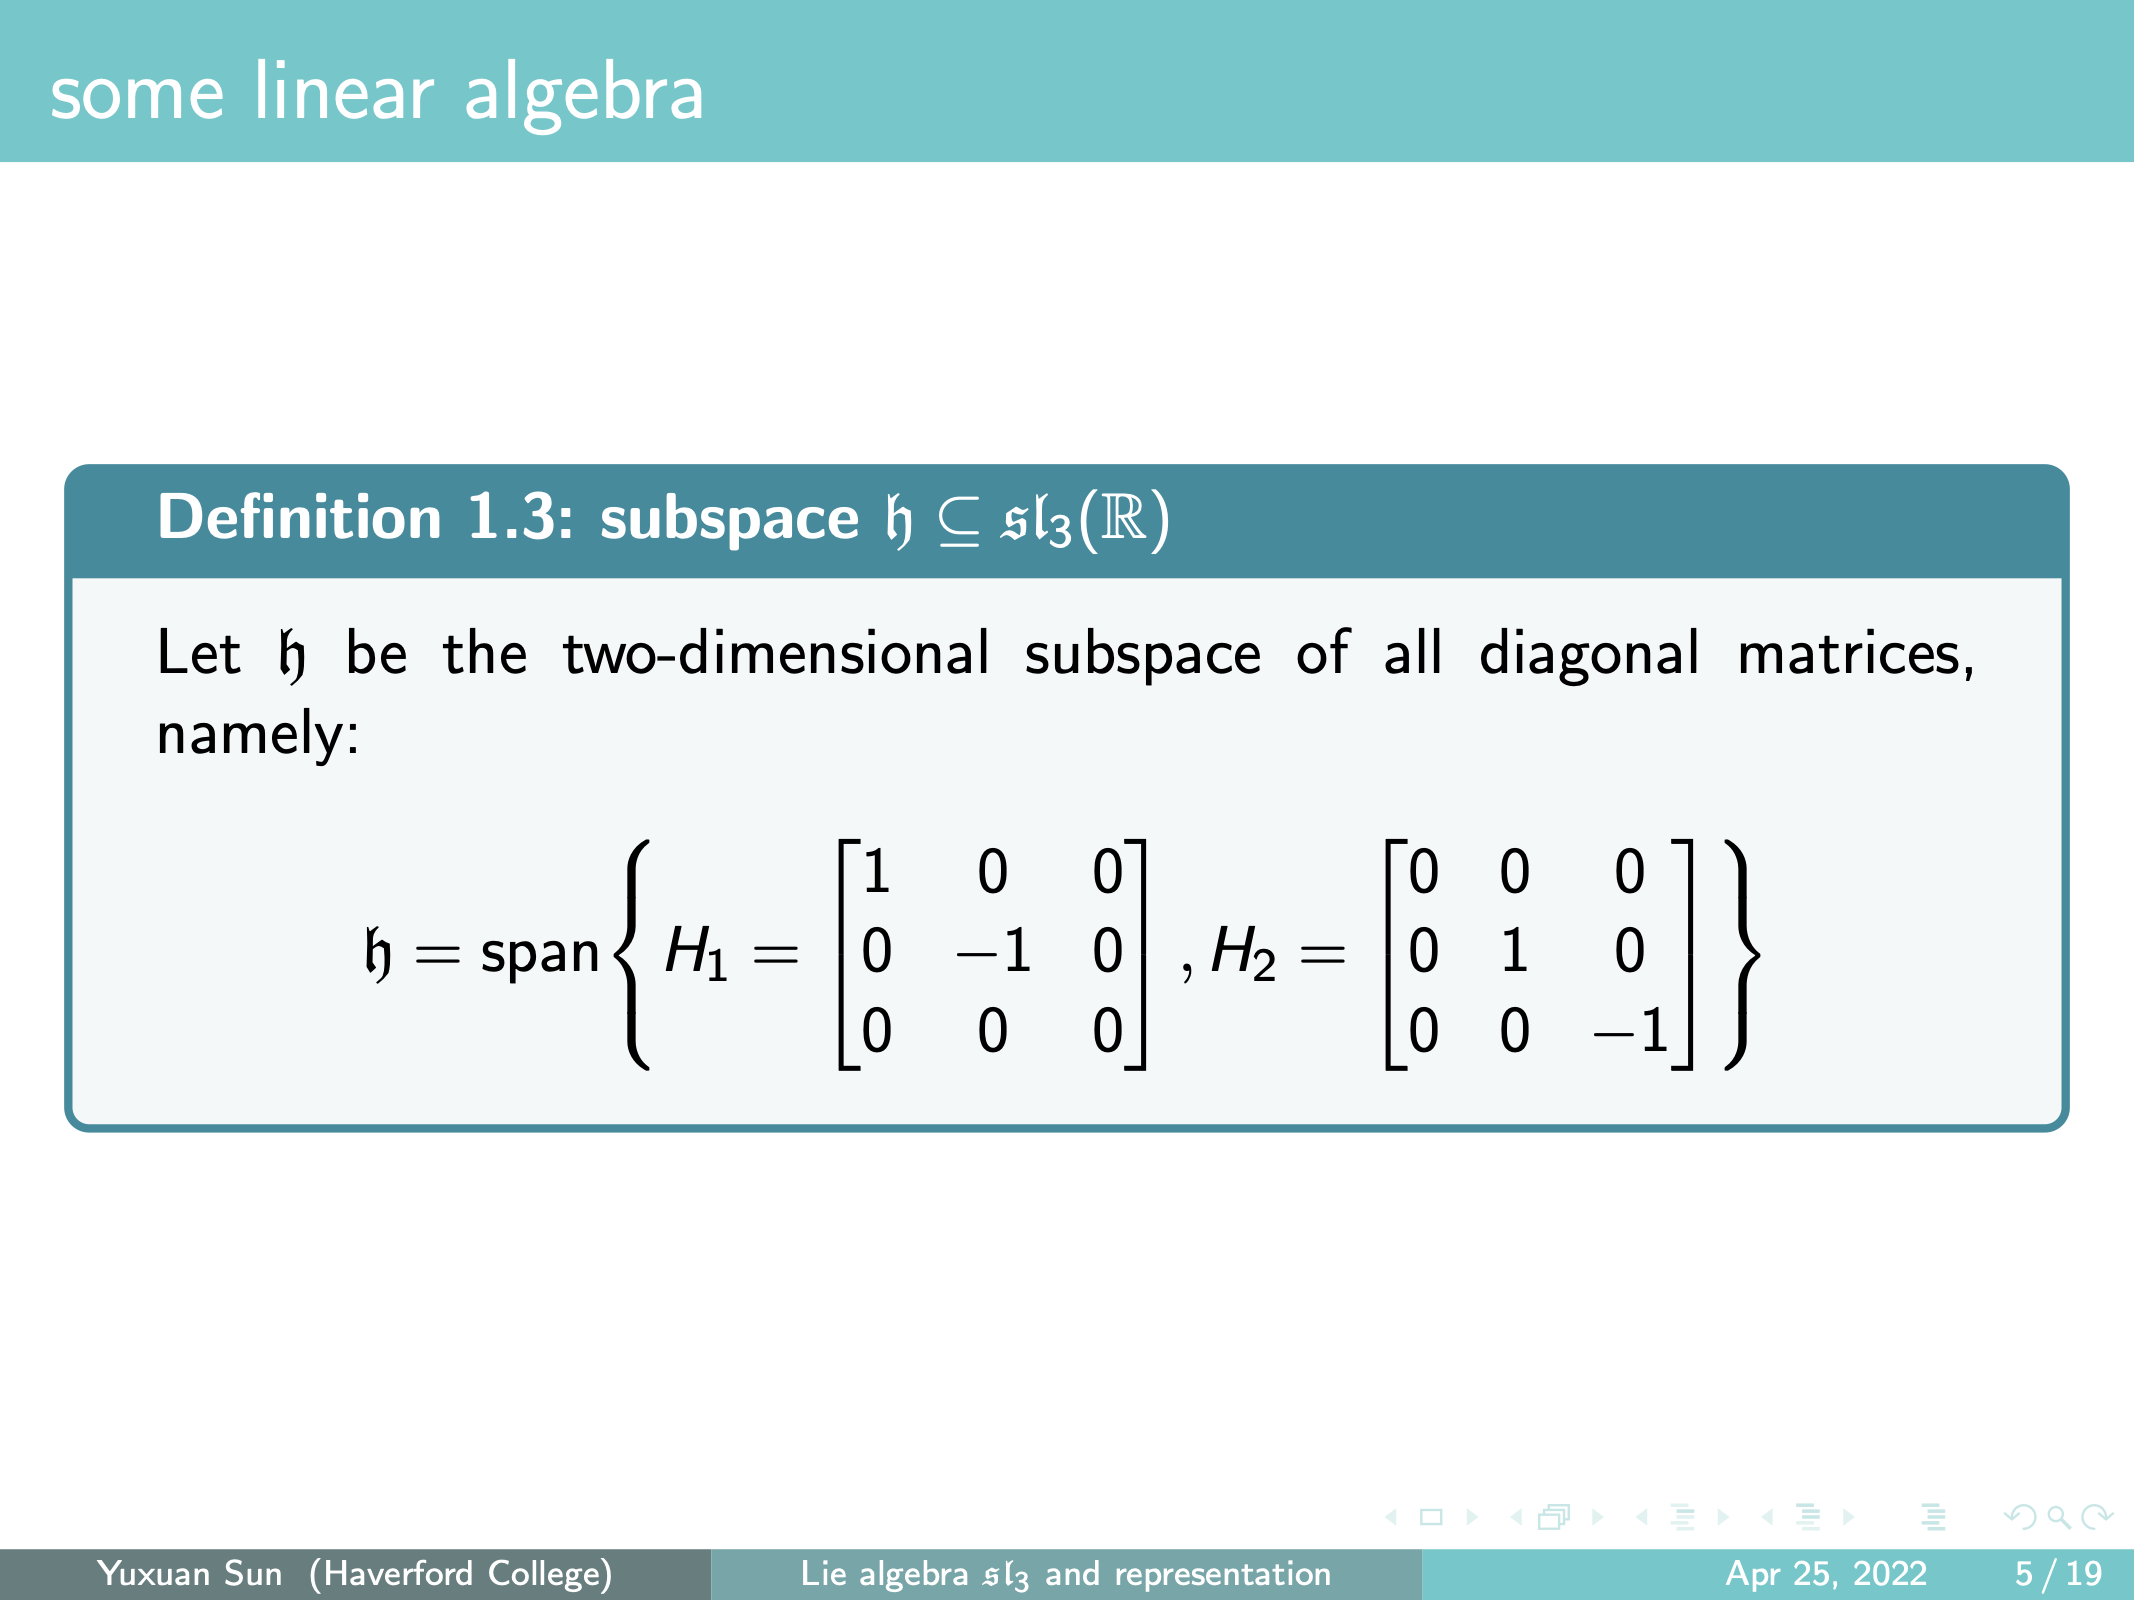 some linear algebra
Definition 1.3: subspace 𝔥 ⊆ 𝔰𝔩₃(ℝ)
Let 𝔥 be the two-dimensional subspace of all diagonal matrices,
namely:
𝔥 = span { H₁ = [1 0 0; 0 −1 0; 0 0 0], H₂ = [0 0 0; 0 1 0; 0 0 −1] }
Yuxuan Sun (Haverford College) Lie algebra 𝔰𝔩₃ and representation Apr 25, 2022 5 / 19